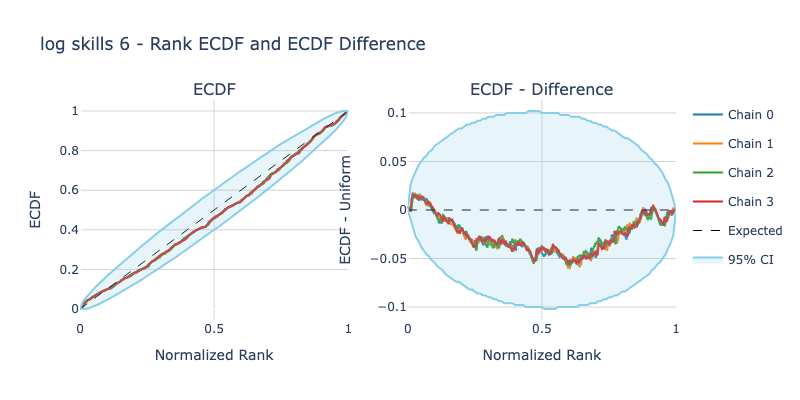 log skills 6 - Rank ECDF and ECDF Difference
ECDF
ECDF - Difference
1
0.8
0.6
0.4
0.2
0
ECDF
0
0.5
1
Normalized Rank
0.1
0.05
0
−0.05
−0.1
ECDF - Uniform
0
0.5
1
Normalized Rank
Chain 0
Chain 1
Chain 2
Chain 3
Expected
95% CI